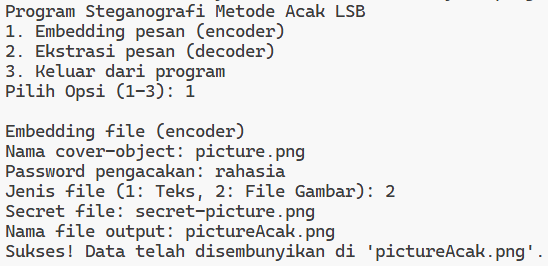 Program Steganografi Metode Acak LSB
1. Embedding pesan (encoder)
2. Ekstrasi pesan (decoder)
3. Keluar dari program
Pilih Opsi (1-3): 1
Embedding file (encoder)
Nama cover-object: picture.png
Password pengacakan: rahasia
Jenis file (1: Teks, 2: File Gambar): 2
Secret file: secret-picture.png
Nama file output: pictureAcak.png
Sukses! Data telah disembunyikan di 'pictureAcak.png'.